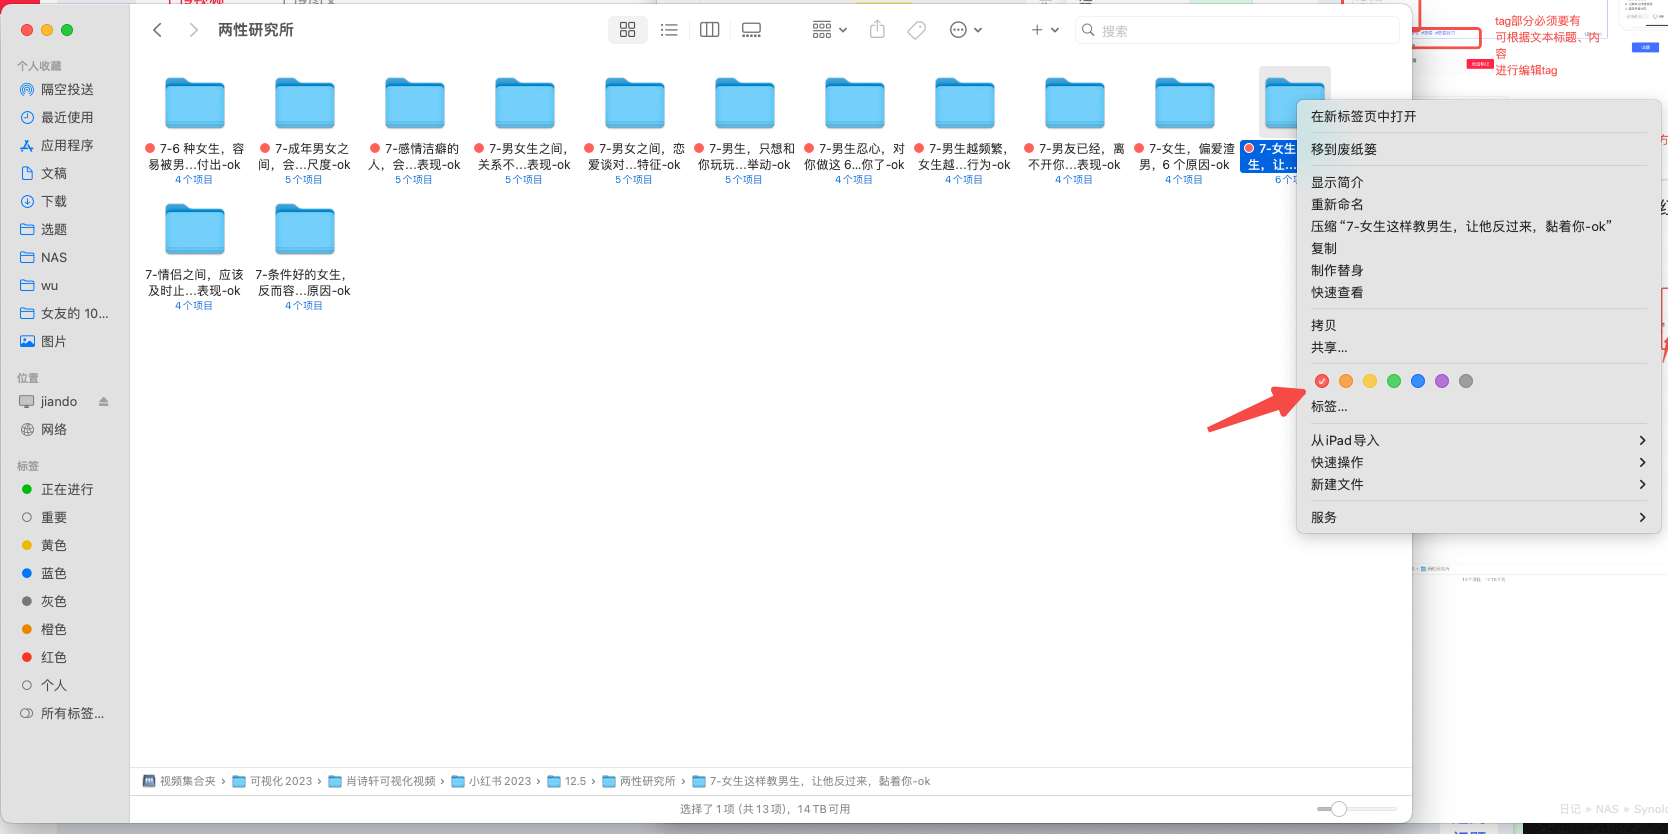 两性研究所
搜索
个人收藏
隔空投送
最近使用
应用程序
文稿
下载
选题
NAS
wu
女友的 10...
图片
位置
jiando
网络
标签
正在进行
重要
黄色
蓝色
灰色
橙色
红色
个人
所有标签...
7-6 种女生，容
易被男...付出-ok
4个项目
7-成年男女之
间，会...尺度-ok
5个项目
7-感情洁癖的
人，会...表现-ok
5个项目
7-男女生之间，
关系不...表现-ok
5个项目
7-男女之间，恋
爱谈对...特征-ok
5个项目
7-男生，只想和
你玩玩...举动-ok
5个项目
7-男生忍心，对
你做这 6...你了-ok
4个项目
7-男生越频繁，
女生越...行为-ok
4个项目
7-男友已经，离
不开你...表现-ok
4个项目
7-女生，偏爱渣
男，6 个原因-ok
4个项目
7-女生
生，让...
7-情侣之间，应该
及时止...表现-ok
4个项目
7-条件好的女生，
反而容...原因-ok
4个项目
在新标签页中打开
移到废纸篓
显示简介
重新命名
压缩“7-女生这样教男生，让他反过来，黏着你-ok”
复制
制作替身
快速查看
拷贝
共享...
标签...
从 iPad 导入
快速操作
新建文件
服务
tag部分必须要有
可根据文本标题、内
容
进行编辑tag
视频集合夹 › 可视化2023 › 肖诗轩可视化视频 › 小红书2023 › 12.5 › 两性研究所 › 7-女生这样教男生，让他反过来，黏着你-ok
选择了 1 项 (共 13 项)，14 TB 可用
日记 » NAS » Synolo